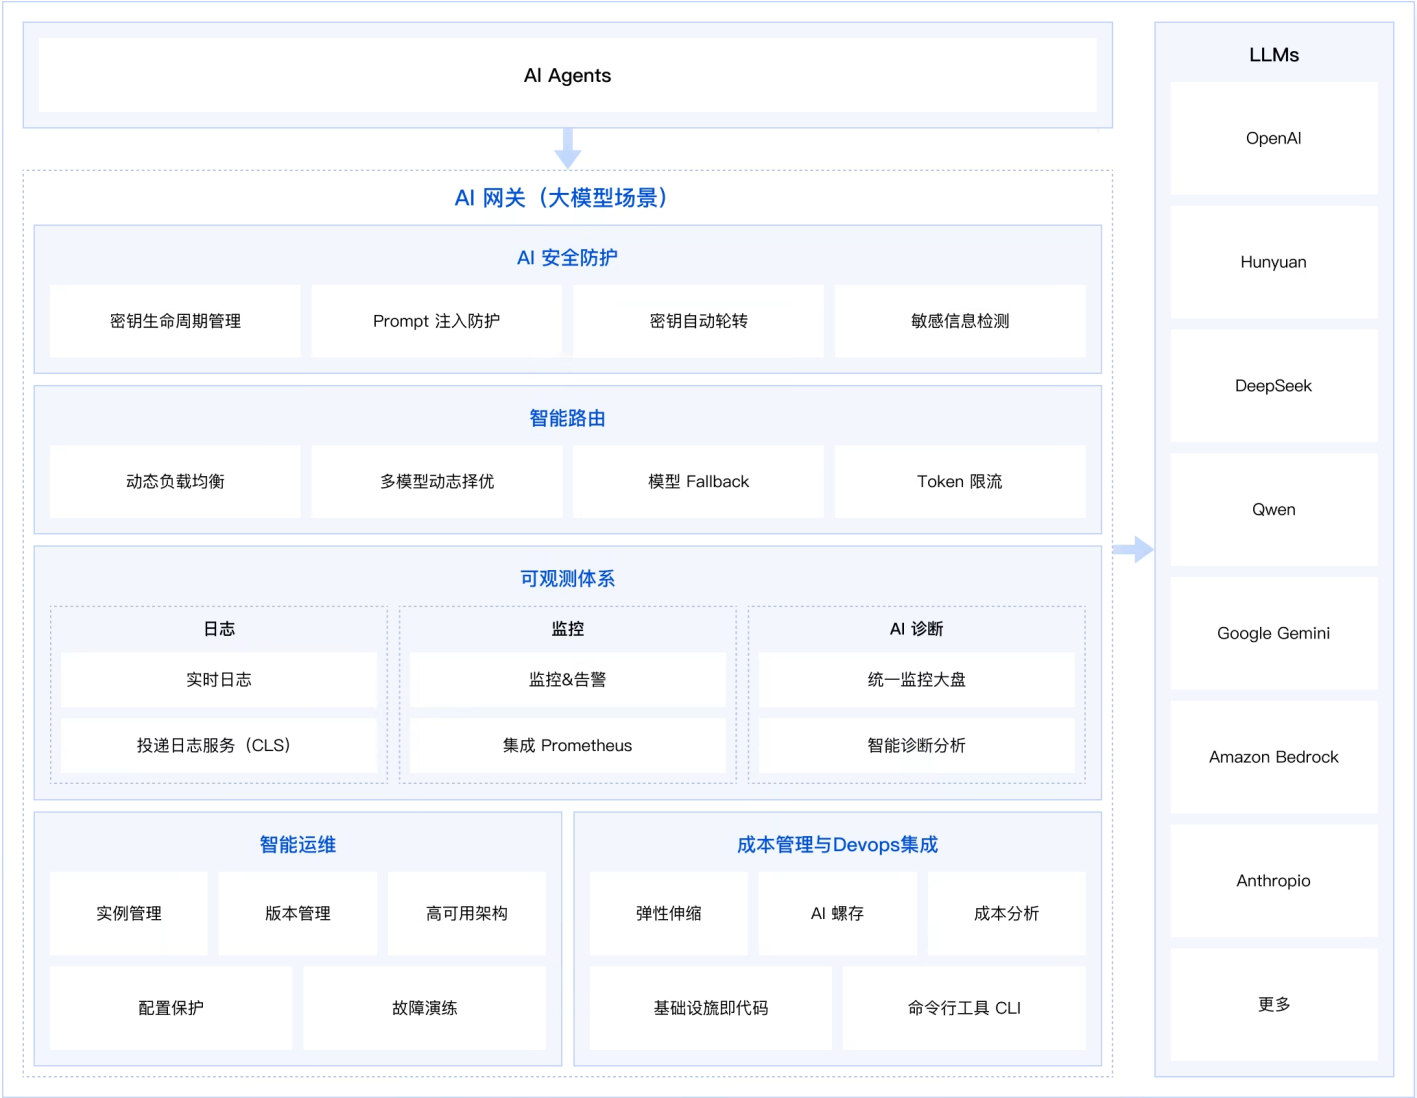 AI Agents
AI 网关（大模型场景）
AI 安全防护
密钥生命周期管理
Prompt 注入防护
密钥自动轮转
敏感信息检测
智能路由
动态负载均衡
多模型动志择优
模型 Fallback
Token 限流
可观测体系
日志
实时日志
投递日志服务（CLS）
监控
监控&告警
集成 Prometheus
AI 诊断
统一监控大盘
智能诊断分析
智能运维
实例管理
版本管理
高可用架构
配置保护
故障演练
成本管理与Devops集成
弹性伸缩
AI 螺存
成本分析
基础设施即代码
命令行工具 CLI
LLMs
OpenAI
Hunyuan
DeepSeek
Qwen
Google Gemini
Amazon Bedrock
Anthropio
更多